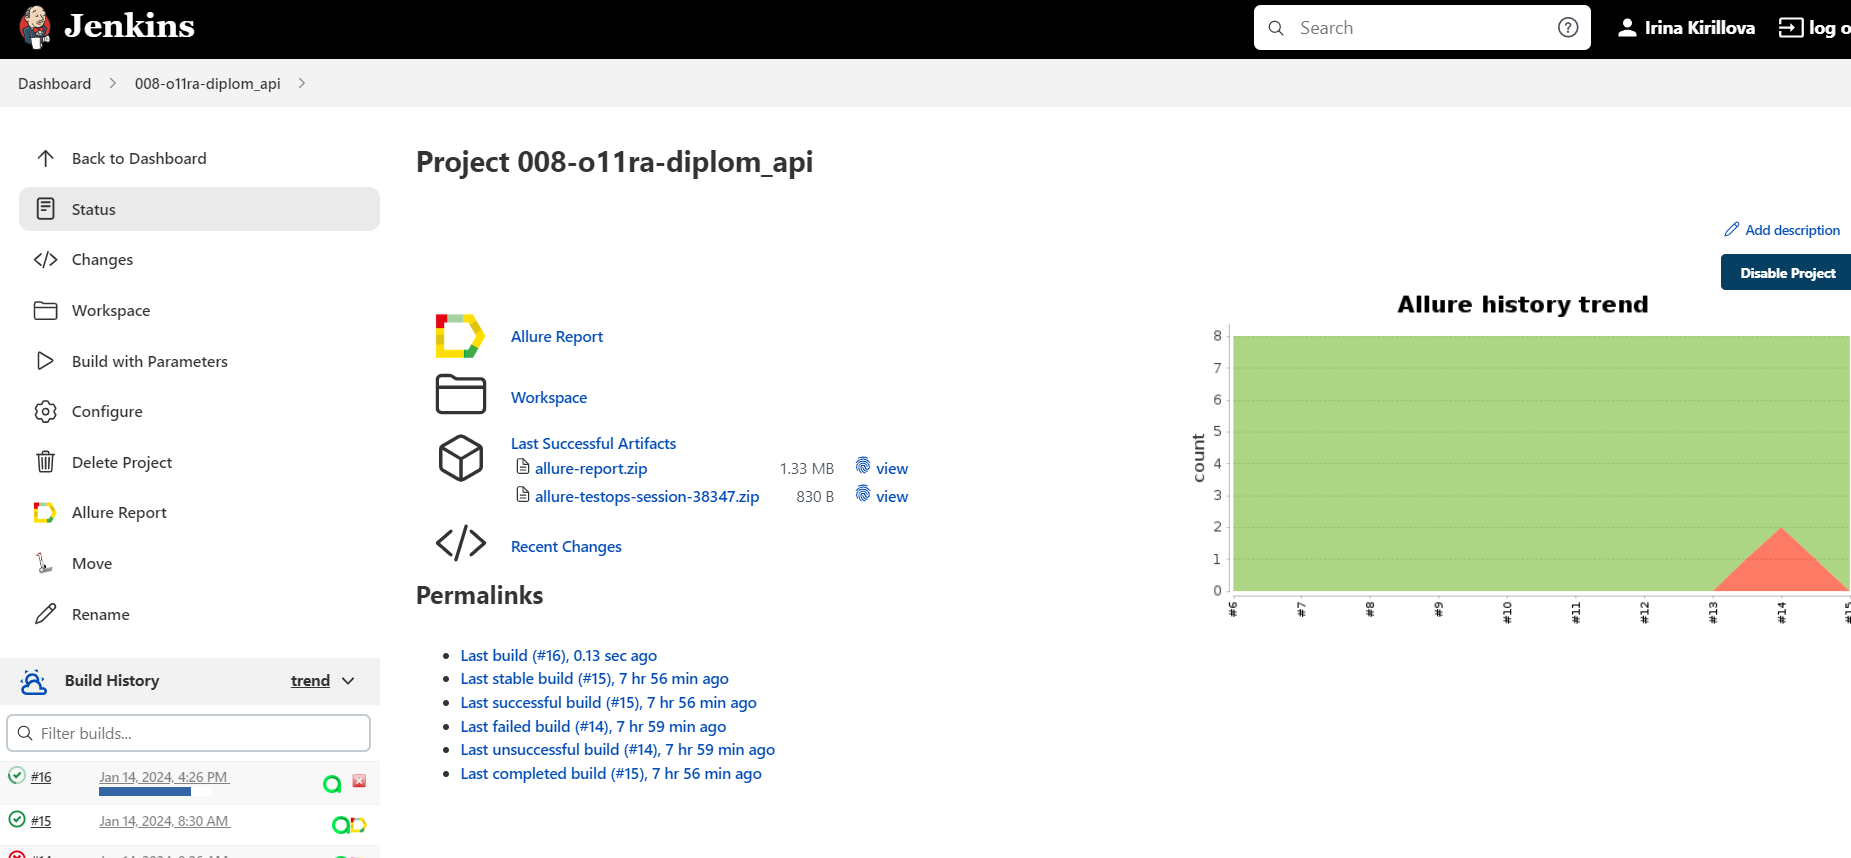 Jenkins
Search
Irina Kirillova
log o
Dashboard
008-o11ra-diplom_api
Back to Dashboard
Status
Changes
Workspace
Build with Parameters
Configure
Delete Project
Allure Report
Move
Rename
Build History
trend
Filter builds...
#16
Jan 14, 2024, 4:26 PM
#15
Jan 14, 2024, 8:30 AM
Project 008-o11ra-diplom_api
Add description
Disable Project
Allure Report
Workspace
Last Successful Artifacts
allure-report.zip 1.33 MB view
allure-testops-session-38347.zip 830 B view
Recent Changes
Permalinks
Last build (#16), 0.13 sec ago
Last stable build (#15), 7 hr 56 min ago
Last successful build (#15), 7 hr 56 min ago
Last failed build (#14), 7 hr 59 min ago
Last unsuccessful build (#14), 7 hr 59 min ago
Last completed build (#15), 7 hr 56 min ago
Allure history trend
count
8
7
6
5
4
3
2
1
0
#6
#7
#8
#9
#10
#11
#12
#13
#14
#15